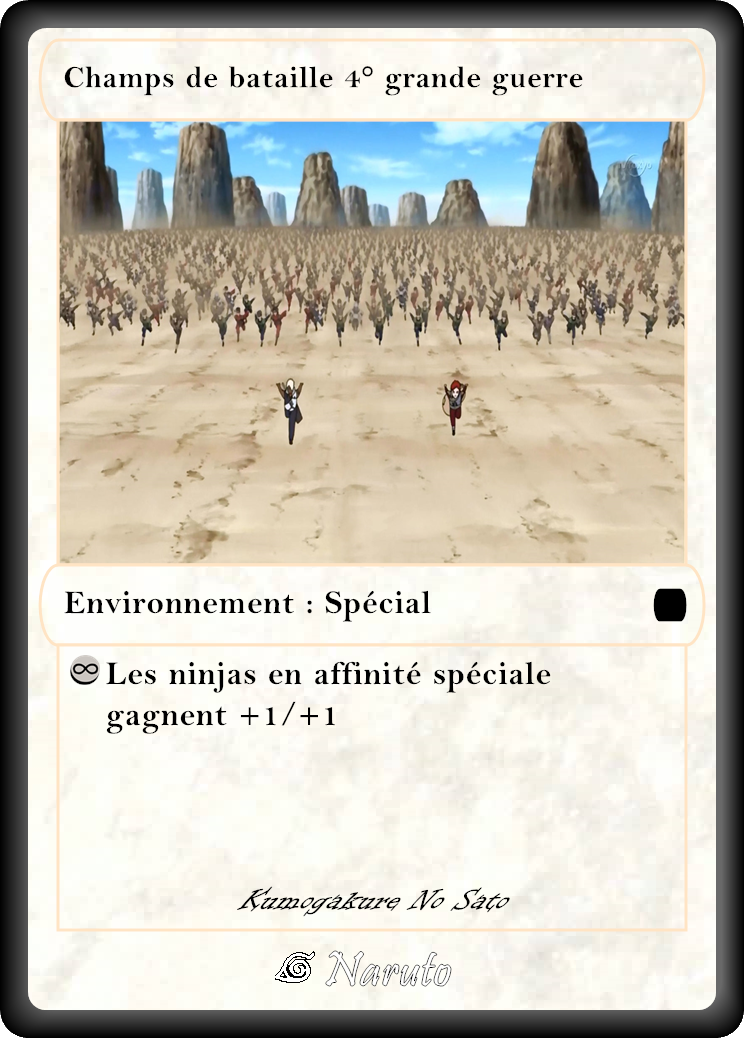 Champs de bataille 4° grande guerre
Environnement : Spécial
∞ Les ninjas en affinité spéciale
gagnent +1/+1
Kumogakure No Sato
Naruto